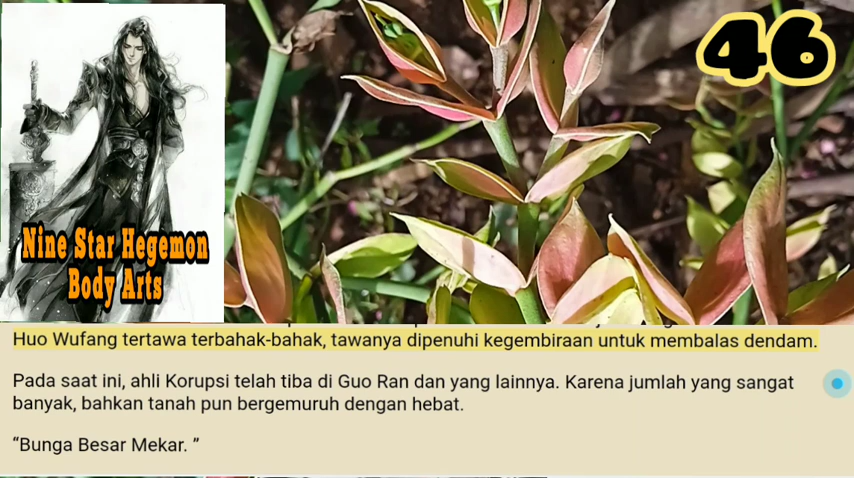 46
Nine Star Hegemon
Body Arts
Huo Wufang tertawa terbahak-bahak, tawanya dipenuhi kegembiraan untuk membalas dendam.
Pada saat ini, ahli Korupsi telah tiba di Guo Ran dan yang lainnya. Karena jumlah yang sangat
banyak, bahkan tanah pun bergemuruh dengan hebat.
“Bunga Besar Mekar. ”